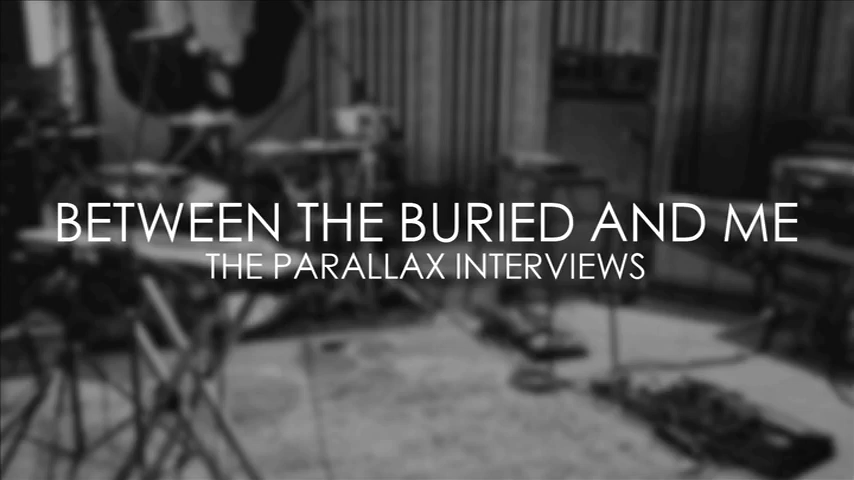 BETWEEN THE BURIED AND ME
THE PARALLAX INTERVIEWS